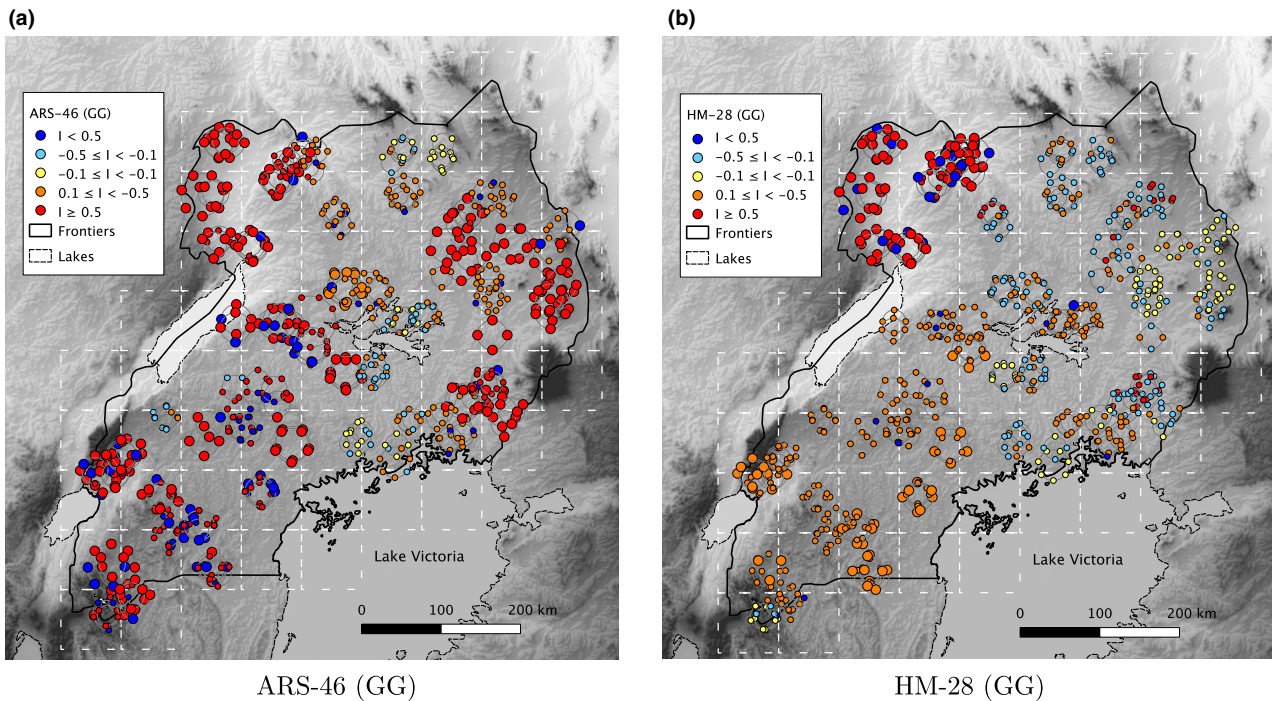 (a)
ARS-46 (GG)
I < 0.5
-0.5 ≤ I < -0.1
-0.1 ≤ I < -0.1
0.1 ≤ I < -0.5
I ≥ 0.5
Frontiers
Lakes
Lake Victoria
0 100 200 km
ARS-46 (GG)
(b)
HM-28 (GG)
I < 0.5
-0.5 ≤ I < -0.1
-0.1 ≤ I < -0.1
0.1 ≤ I < -0.5
I ≥ 0.5
Frontiers
Lakes
Lake Victoria
0 100 200 km
HM-28 (GG)